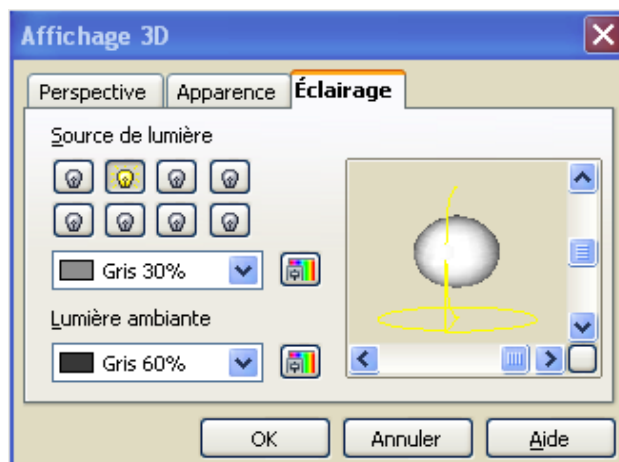 Affichage 3D
Perspective Apparence Éclairage
Source de lumière
Gris 30%
Lumière ambiante
Gris 60%
OK Annuler Aide